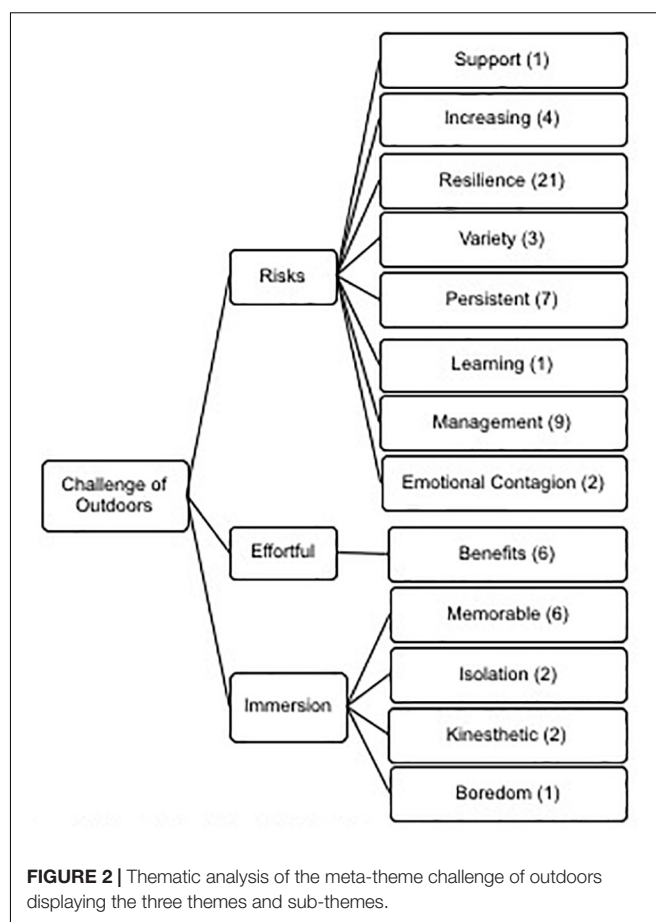 Support (1)
Increasing (4)
Resilience (21)
Variety (3)
Risks
Persistent (7)
Learning (1)
Management (9)
Emotional Contagion (2)
Challenge of
Outdoors
Effortful
Benefits (6)
Memorable (6)
Isolation (2)
Immersion
Kinesthetic (2)
Boredom (1)
FIGURE 2 | Thematic analysis of the meta-theme challenge of outdoors
displaying the three themes and sub-themes.